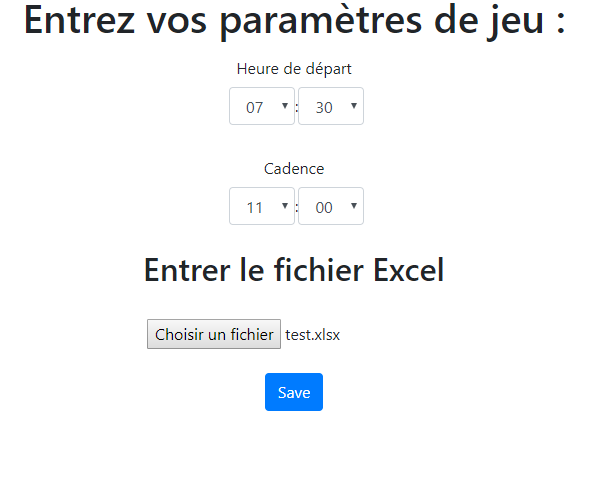 Entrez vos paramètres de jeu :
Heure de départ
07 : 30
Cadence
11 : 00
Entrer le fichier Excel
Choisir un fichier test.xlsx
Save